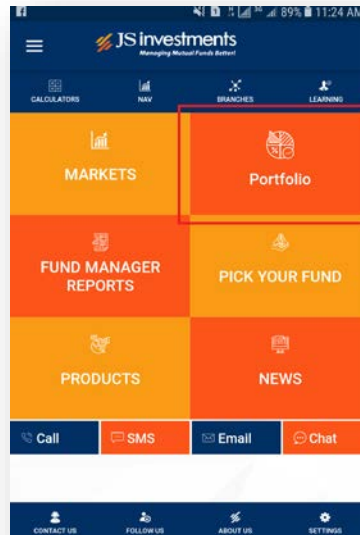 89% 11:24 AM
JS investments
Managing Mutual Funds Better!
CALCULATORS NAV BRANCHES LEARNING
MARKETS
Portfolio
FUND MANAGER
REPORTS
PICK YOUR FUND
PRODUCTS
NEWS
Call SMS Email Chat
CONTACT US FOLLOW US ABOUT US SETTINGS